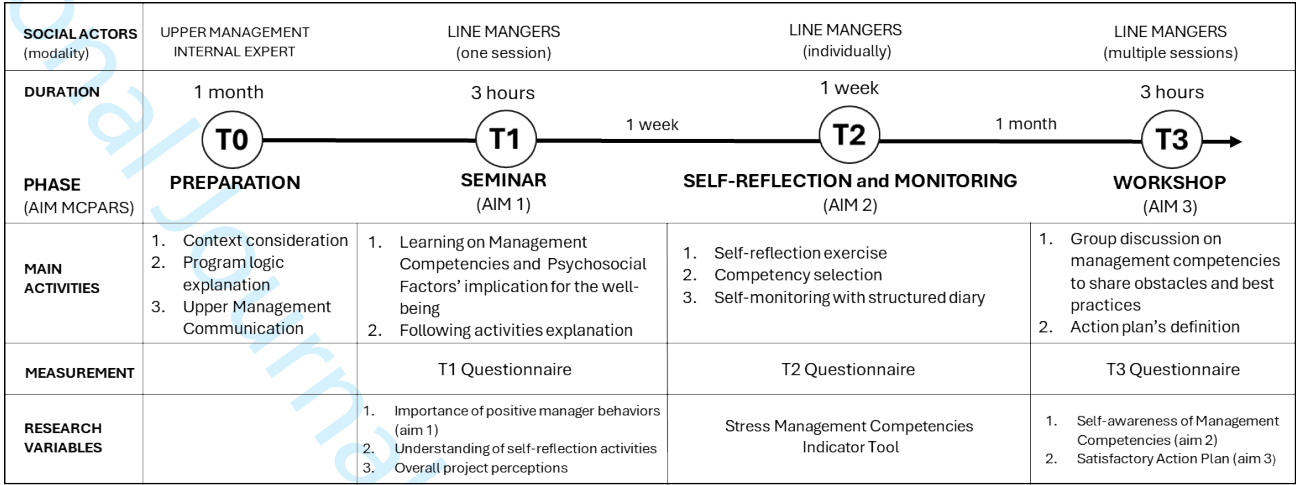 SOCIAL ACTORS
(modality)
UPPER MANAGEMENT
INTERNAL EXPERT
LINE MANGERS
(one session)
LINE MANGERS
(individually)
LINE MANGERS
(multiple sessions)
DURATION
1 month
3 hours
1 week
3 hours
1 week
1 month
T0
T1
T2
T3
PHASE
(AIM MCPARS)
PREPARATION
SEMINAR
(AIM 1)
SELF-REFLECTION and MONITORING
(AIM 2)
WORKSHOP
(AIM 3)
MAIN
ACTIVITIES
1. Context consideration
2. Program logic
explanation
3. Upper Management
Communication
1. Learning on Management
Competencies and Psychosocial
Factors' implication for the well-
being
2. Following activities explanation
1. Self-reflection exercise
2. Competency selection
3. Self-monitoring with structured diary
1. Group discussion on
management competencies
to share obstacles and best
practices
2. Action plan's definition
MEASUREMENT
T1 Questionnaire
T2 Questionnaire
T3 Questionnaire
RESEARCH
VARIABLES
1. Importance of positive manager behaviors
(aim 1)
2. Understanding of self-reflection activities
3. Overall project perceptions
Stress Management Competencies
Indicator Tool
1. Self-awareness of Management
Competencies (aim 2)
2. Satisfactory Action Plan (aim 3)
onal Journal